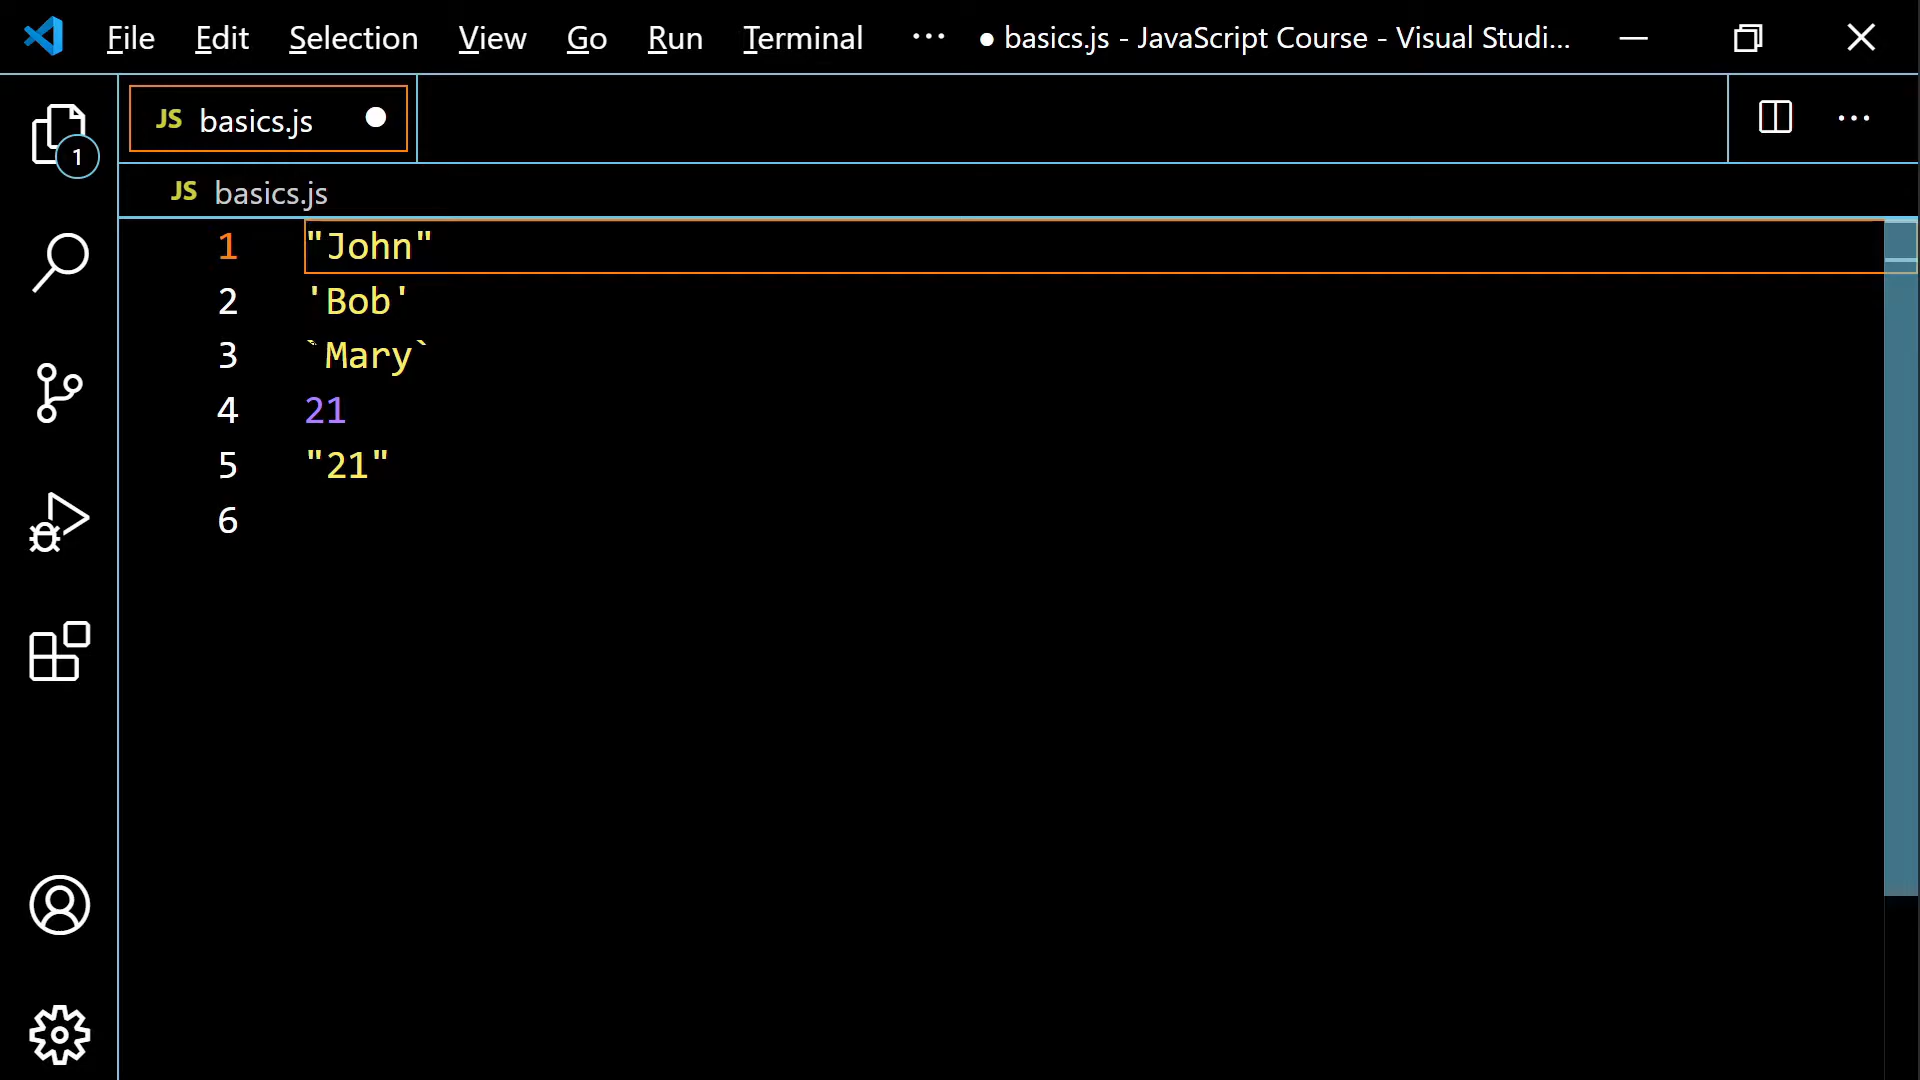 File Edit Selection View Go Run Terminal ··· ● basics.js - JavaScript Course - Visual Studi...
JS basics.js ●
1
JS basics.js
1 "John"
2 'Bob'
3 `Mary`
4 21
5 "21"
6